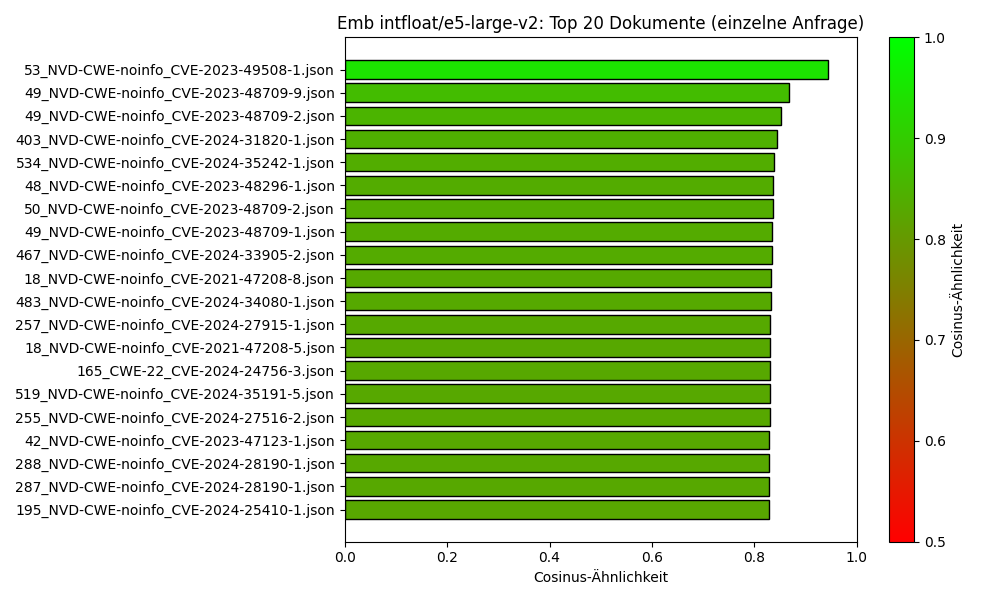 Emb intfloat/e5-large-v2: Top 20 Dokumente (einzelne Anfrage)
53_NVD-CWE-noinfo_CVE-2023-49508-1.json
49_NVD-CWE-noinfo_CVE-2023-48709-9.json
49_NVD-CWE-noinfo_CVE-2023-48709-2.json
403_NVD-CWE-noinfo_CVE-2024-31820-1.json
534_NVD-CWE-noinfo_CVE-2024-35242-1.json
48_NVD-CWE-noinfo_CVE-2023-48296-1.json
50_NVD-CWE-noinfo_CVE-2023-48709-2.json
49_NVD-CWE-noinfo_CVE-2023-48709-1.json
467_NVD-CWE-noinfo_CVE-2024-33905-2.json
18_NVD-CWE-noinfo_CVE-2021-47208-8.json
483_NVD-CWE-noinfo_CVE-2024-34080-1.json
257_NVD-CWE-noinfo_CVE-2024-27915-1.json
18_NVD-CWE-noinfo_CVE-2021-47208-5.json
165_CWE-22_CVE-2024-24756-3.json
519_NVD-CWE-noinfo_CVE-2024-35191-5.json
255_NVD-CWE-noinfo_CVE-2024-27516-2.json
42_NVD-CWE-noinfo_CVE-2023-47123-1.json
288_NVD-CWE-noinfo_CVE-2024-28190-1.json
287_NVD-CWE-noinfo_CVE-2024-28190-1.json
195_NVD-CWE-noinfo_CVE-2024-25410-1.json
0.0 0.2 0.4 0.6 0.8 1.0
Cosinus-Ähnlichkeit
1.0
0.9
0.8
0.7
0.6
0.5
Cosinus-Ähnlichkeit